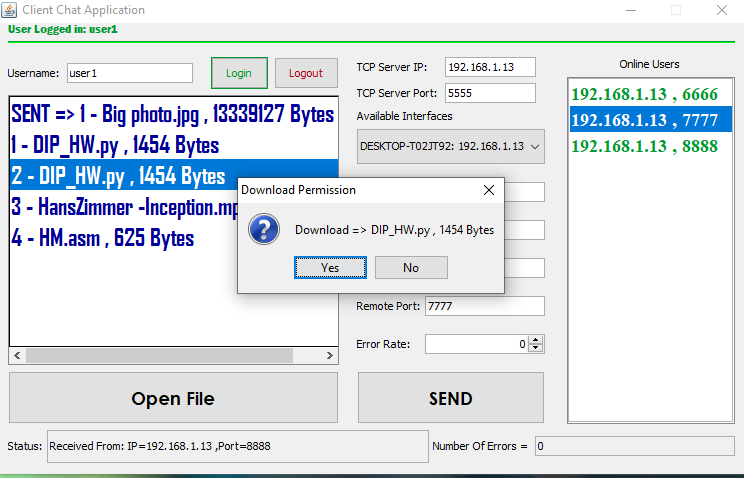 Client Chat Application
User Logged in: user1
Username: user1 Login Logout
TCP Server IP: 192.168.1.13
TCP Server Port: 5555
Available Interfaces
DESKTOP-T02JT92: 192.168.1.13
Online Users
192.168.1.13 , 6666
192.168.1.13 , 7777
192.168.1.13 , 8888
SENT => 1 - Big photo.jpg , 13339127 Bytes
1 - DIP_HW.py , 1454 Bytes
2 - DIP_HW.py , 1454 Bytes
3 - HansZimmer -Inception.mp
4 - HM.asm , 625 Bytes
Download Permission
Download => DIP_HW.py , 1454 Bytes
Yes No
Remote Port: 7777
Error Rate: 0
Open File SEND
Status: Received From: IP=192.168.1.13 ,Port=8888
Number Of Errors = 0